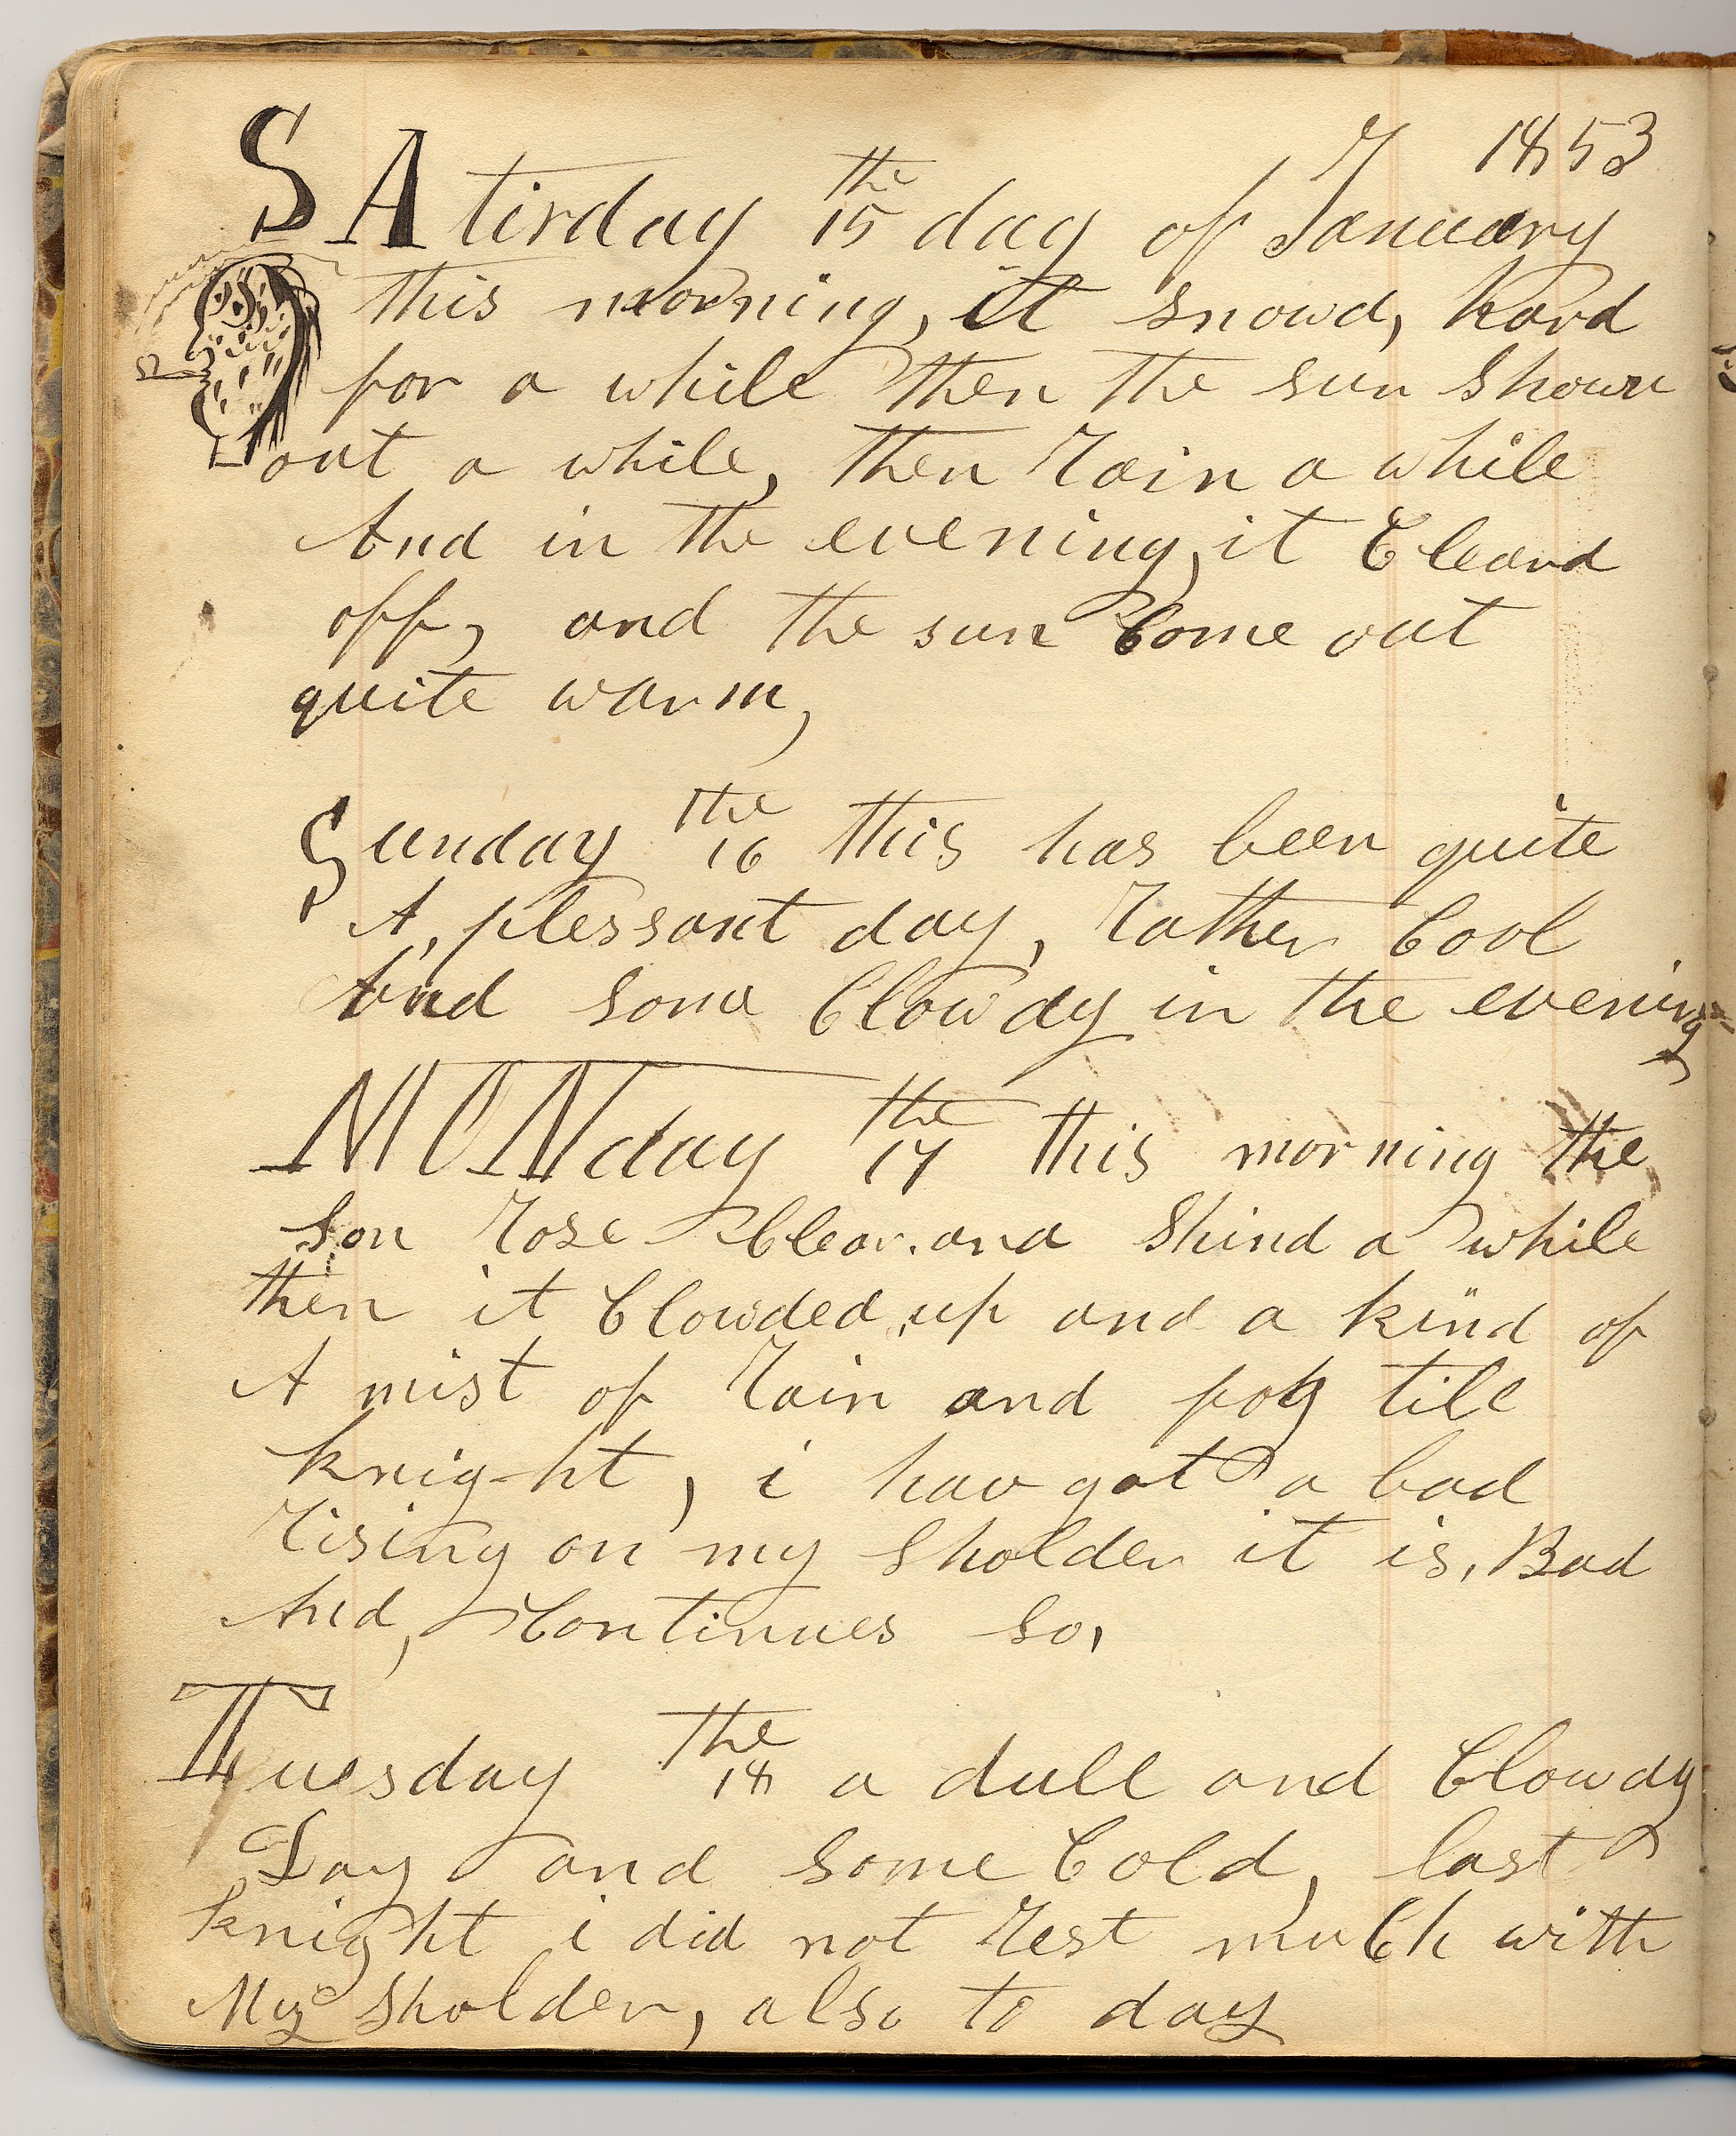 1853
SAtirday the 15 day of January
this morning, it snowd, hard
for a while then the sun shown
out a while, then rain a while
And in the evening, it Cleard
off, and the sun Come out
quite warm,
Sunday the 16 this has been quite
A, plessant day, rather Cool
And some Clowdy in the evening
MONday the 17 this morning the
son rose Clear. and shind a while
then it Clowded, up and a kind of
A mist of rain and fog till
knight, i hav got a bad
rising on my sholder it is, Bad
And, Continues so,
Tuesday the 18 a dull and Clowdy
Day and some Cold, last
knight i did not rest muCh with
My sholder, also to day